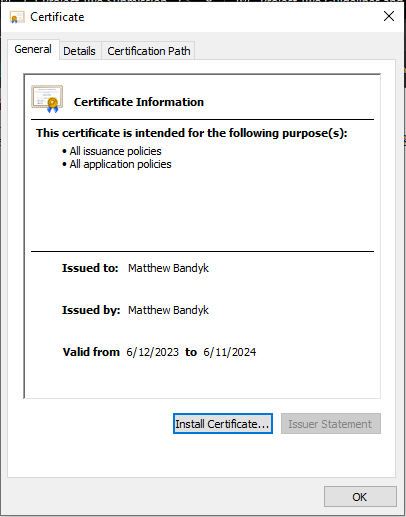 Certificate
General
Details
Certification Path
Certificate Information
This certificate is intended for the following purpose(s):
• All issuance policies
• All application policies
Issued to: Matthew Bandyk
Issued by: Matthew Bandyk
Valid from 6/12/2023 to 6/11/2024
Install Certificate...
Issuer Statement
OK